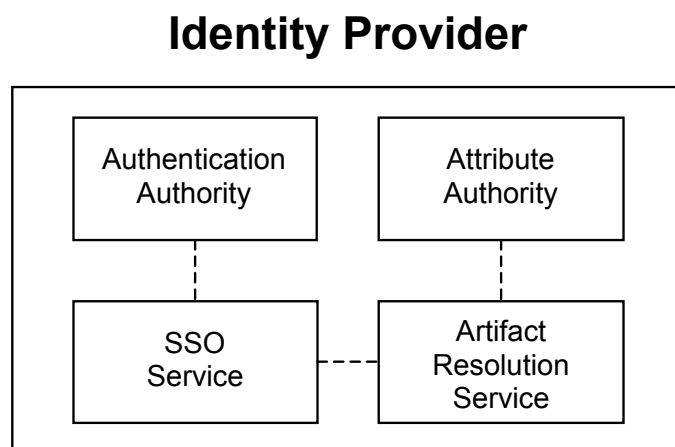 Identity Provider
Authentication
Authority
Attribute
Authority
SSO
Service
Artifact
Resolution
Service